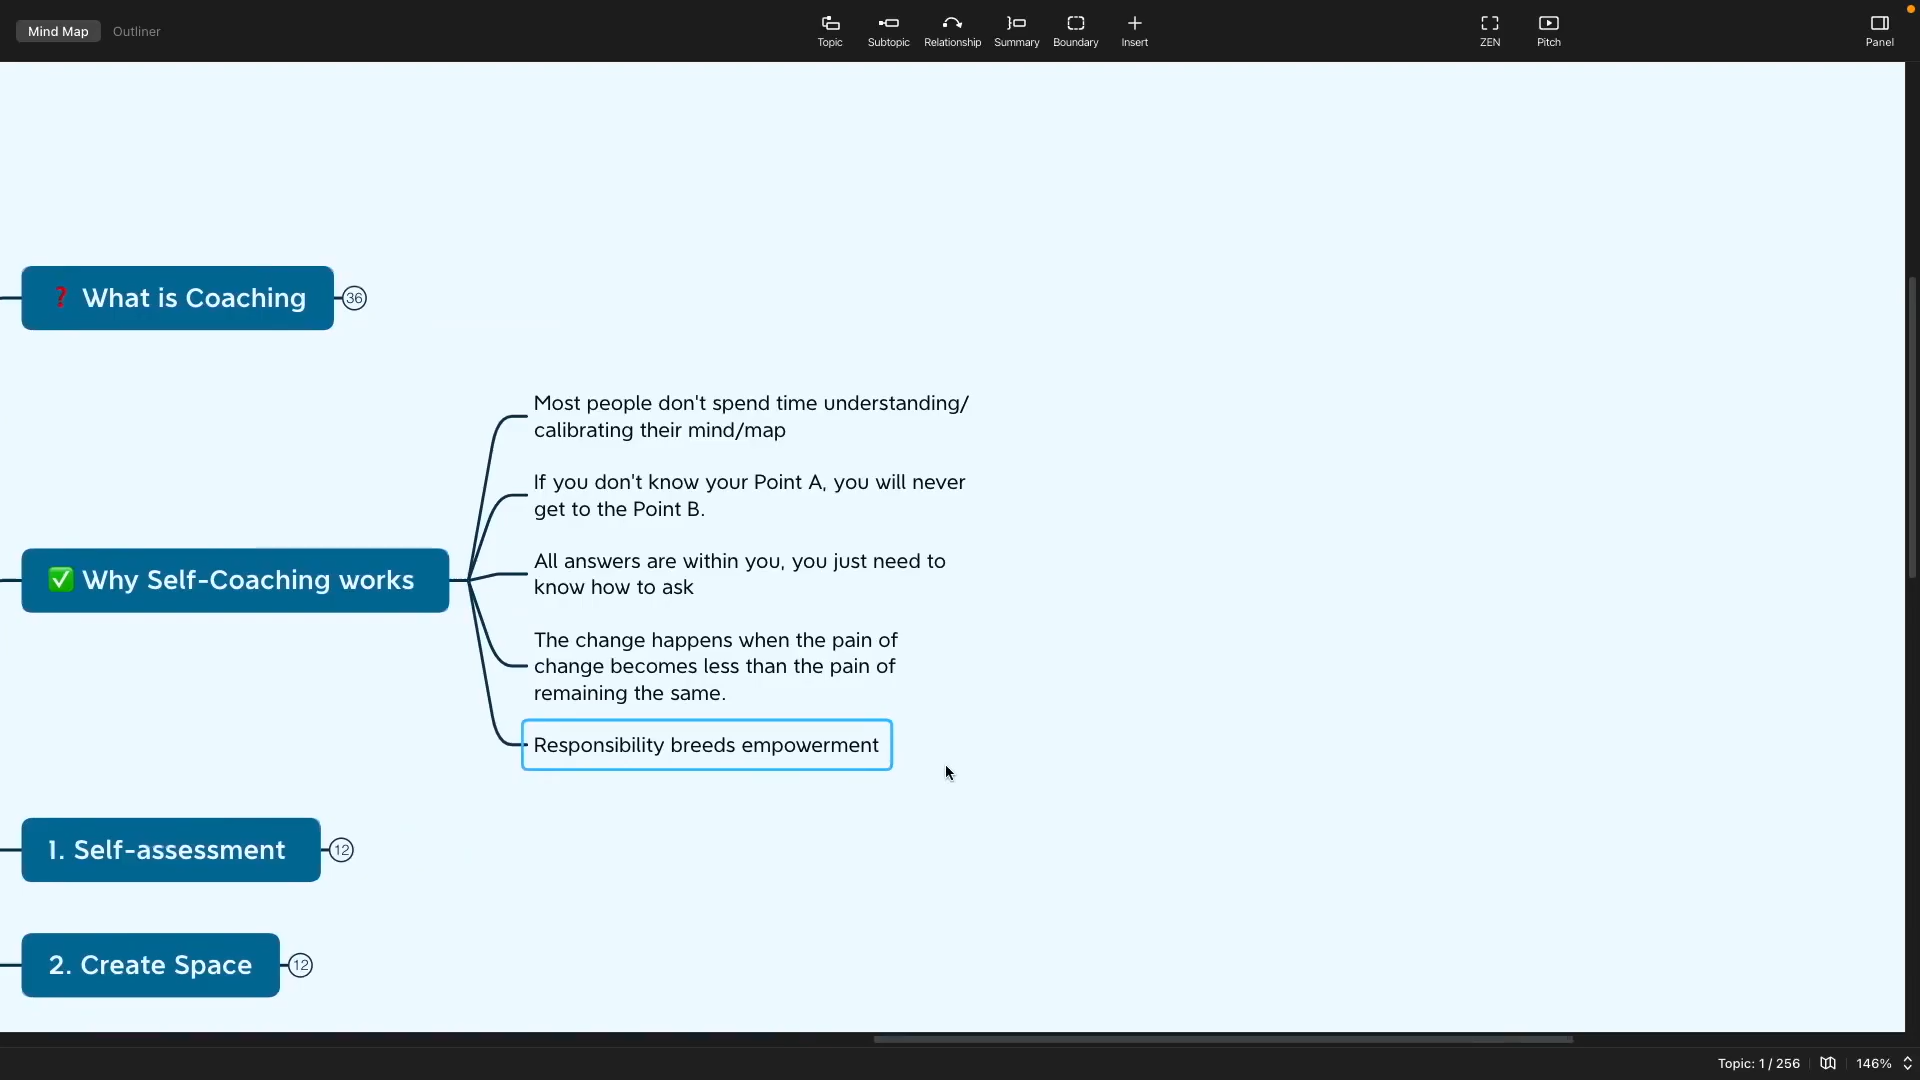 Mind Map
Outliner
Topic
Subtopic
Relationship
Summary
Boundary
Insert
ZEN
Pitch
Panel
❓ What is Coaching
36
Most people don't spend time understanding/
calibrating their mind/map
If you don't know your Point A, you will never
get to the Point B.
✅ Why Self-Coaching works
All answers are within you, you just need to
know how to ask
The change happens when the pain of
change becomes less than the pain of
remaining the same.
Responsibility breeds empowerment
1. Self-assessment
12
2. Create Space
12
Topic: 1 / 256
146%